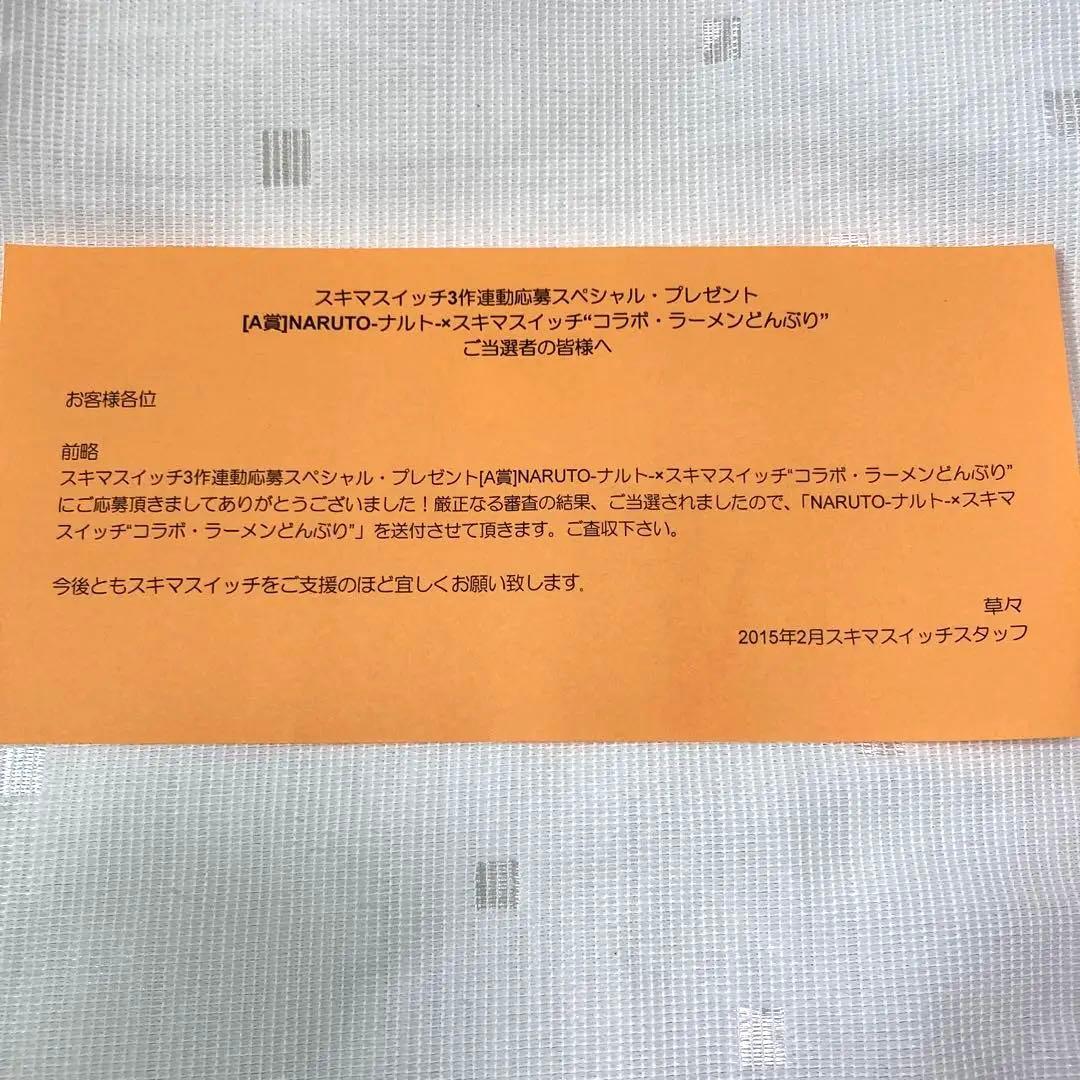 スキマスイッチ3作連動応募スペシャル・プレゼント
[A賞]NARUTO-ナルト-×スキマスイッチ“コラボ・ラーメンどんぶり”
ご当選者の皆様へ
お客様各位
前略
スキマスイッチ3作連動応募スペシャル・プレゼント[A賞]NARUTO-ナルト-×スキマスイッチ“コラボ・ラーメンどんぶり”
にご応募頂きましてありがとうございました！厳正なる審査の結果、ご当選されましたので、「NARUTO-ナルト-×スキマ
スイッチ“コラボ・ラーメンどんぶり”」を送付させて頂きます。ご査収下さい。
今後ともスキマスイッチをご支援のほど宜しくお願い致します。
草々
2015年2月スキマスイッチスタッフ